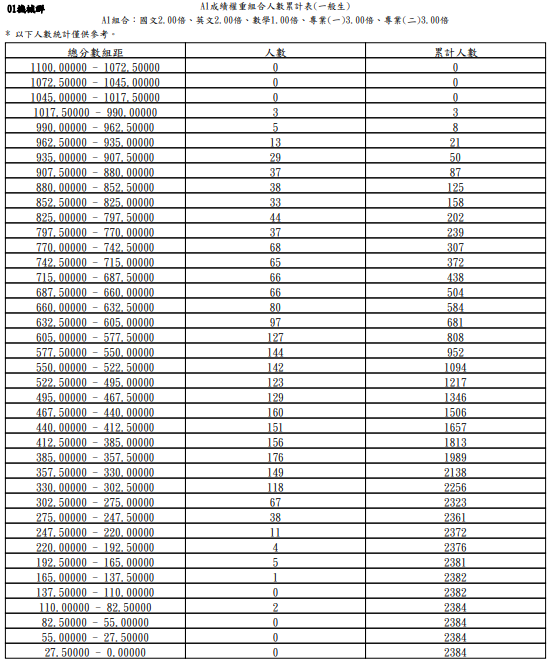 01機械群
A1成績權重組合人數累計表(一般生)
A1組合：國文2.00倍、英文2.00倍、數學1.00倍、專業(一)3.00倍、專業(二)3.00倍
* 以下人數統計僅供參考。
總分數組距 人數 累計人數
1100.00000 - 1072.50000 0 0
1072.50000 - 1045.00000 0 0
1045.00000 - 1017.50000 0 0
1017.50000 - 990.00000 3 3
990.00000 - 962.50000 5 8
962.50000 - 935.00000 13 21
935.00000 - 907.50000 29 50
907.50000 - 880.00000 37 87
880.00000 - 852.50000 38 125
852.50000 - 825.00000 33 158
825.00000 - 797.50000 44 202
797.50000 - 770.00000 37 239
770.00000 - 742.50000 68 307
742.50000 - 715.00000 65 372
715.00000 - 687.50000 66 438
687.50000 - 660.00000 66 504
660.00000 - 632.50000 80 584
632.50000 - 605.00000 97 681
605.00000 - 577.50000 127 808
577.50000 - 550.00000 144 952
550.00000 - 522.50000 142 1094
522.50000 - 495.00000 123 1217
495.00000 - 467.50000 129 1346
467.50000 - 440.00000 160 1506
440.00000 - 412.50000 151 1657
412.50000 - 385.00000 156 1813
385.00000 - 357.50000 176 1989
357.50000 - 330.00000 149 2138
330.00000 - 302.50000 118 2256
302.50000 - 275.00000 67 2323
275.00000 - 247.50000 38 2361
247.50000 - 220.00000 11 2372
220.00000 - 192.50000 4 2376
192.50000 - 165.00000 5 2381
165.00000 - 137.50000 1 2382
137.50000 - 110.00000 0 2382
110.00000 - 82.50000 2 2384
82.50000 - 55.00000 0 2384
55.00000 - 27.50000 0 2384
27.50000 - 0.00000 0 2384